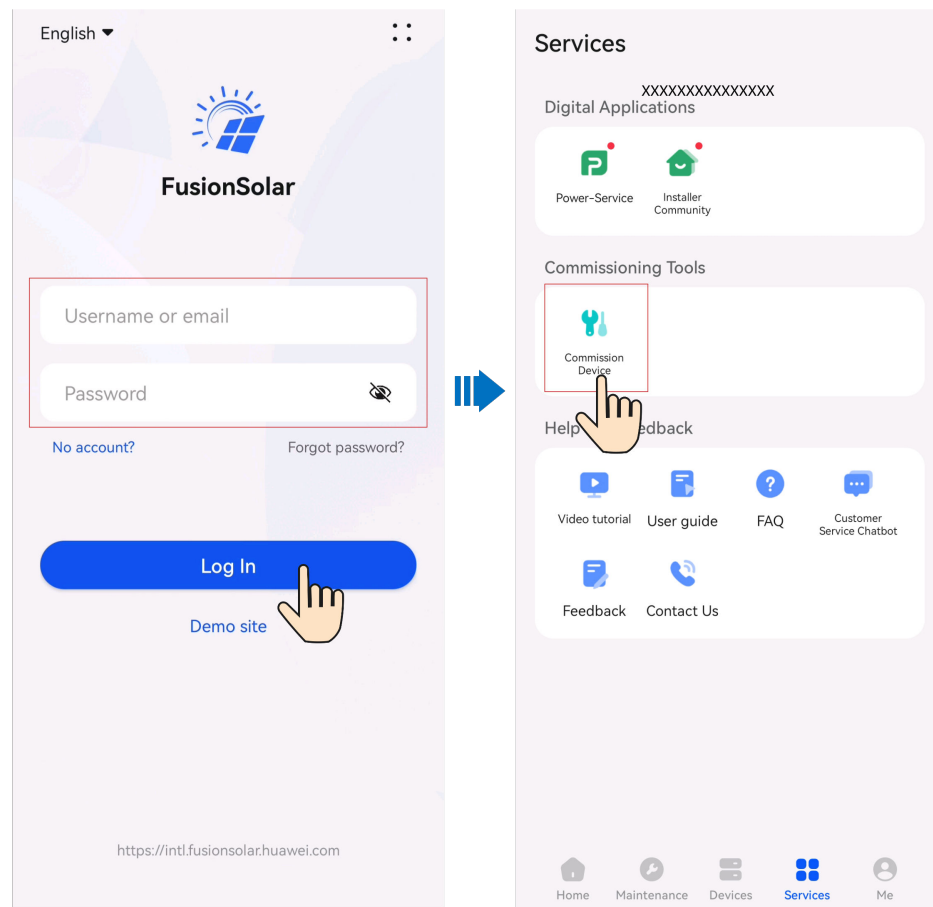 English
FusionSolar
Username or email
Password
No account?
Forgot password?
Log In
Demo site
https://intl.fusionsolar.huawei.com
Services
XXXXXXXXXXXXXXX
Digital Applications
Power-Service
Installer
Community
Commissioning Tools
Commission
Device
Help edback
Video tutorial
User guide
FAQ
Customer
Service Chatbot
Feedback
Contact Us
Home
Maintenance
Devices
Services
Me